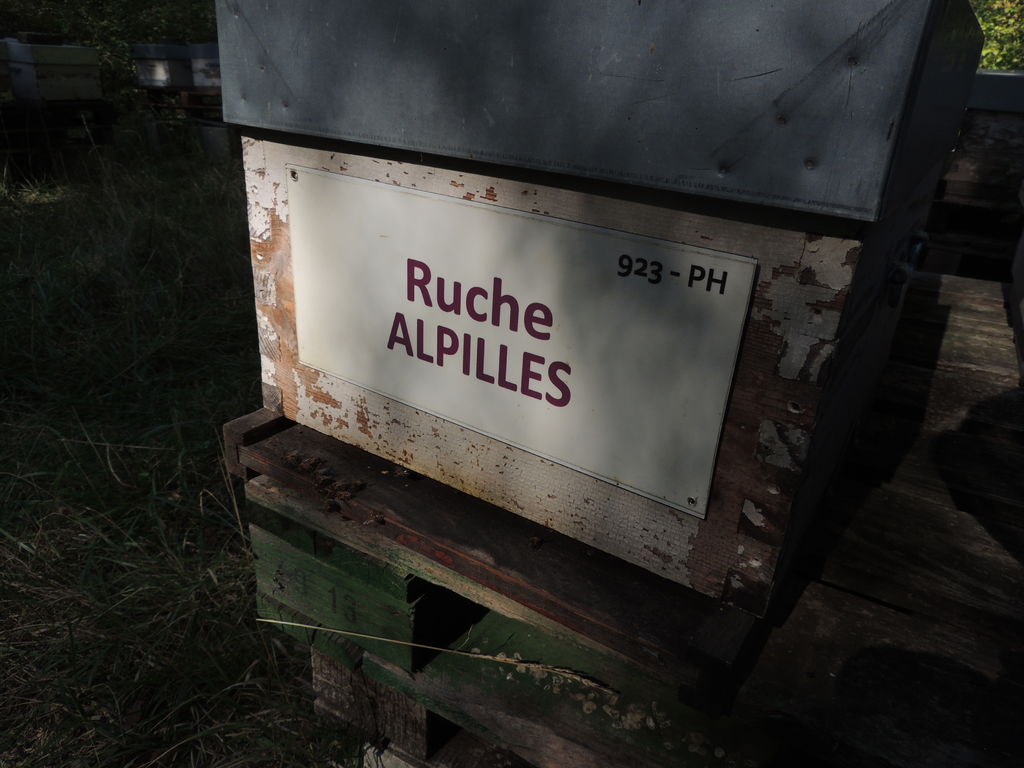 923 - PH
Ruche
ALPILLES